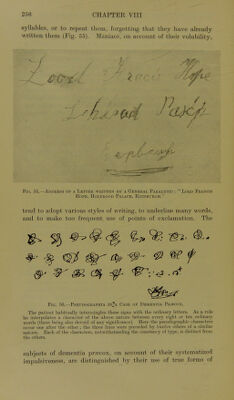 256 CHAPTER VIII
syllables, or to repeat them, forgetting that they have already
written them (Fig. 55). Maniacs, on account of their volubility,
Loord Hope
FIG. 55.—ADDRESS OF A LETTER WRITTEN BY A GENERAL PARALYTIC: "LORD FRANCIS
HOPE, HOLYROOD PALACE, EDINBURGH"
tend to adopt various styles of writing, to underline many words,
and to make too frequent use of points of exclamation. The
FIG. 56.—PHOTOGRAPHIA IN CASE OF DEMENTIA PRÆCOX.
The patient habitually intermingles these signs with the ordinary letters. As a rule
he interpolates a character of the above nature between every eight or ten ordinary
words (these being also devoid of any significance). Here the pseudographic characters
occur one after the other; the three lines were preceded by twelve others of a similar
nature. Each of the characters, notwithstanding the constancy of type, is distinct from
the others.
subjects of dementia præcox, on account of their systematized
impulsiveness, are distinguished by their use of true forms of